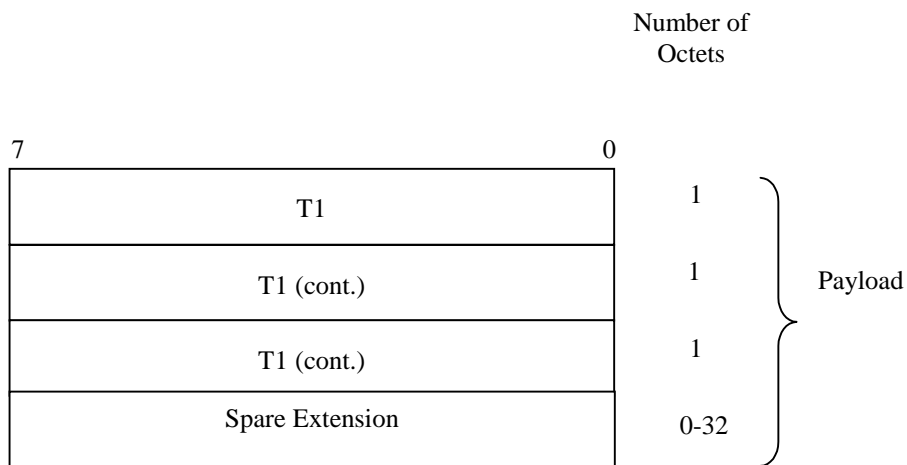 Number of
Octets
7 0
T1 1
T1 (cont.) 1
Payload
T1 (cont.) 1
Spare Extension 0-32